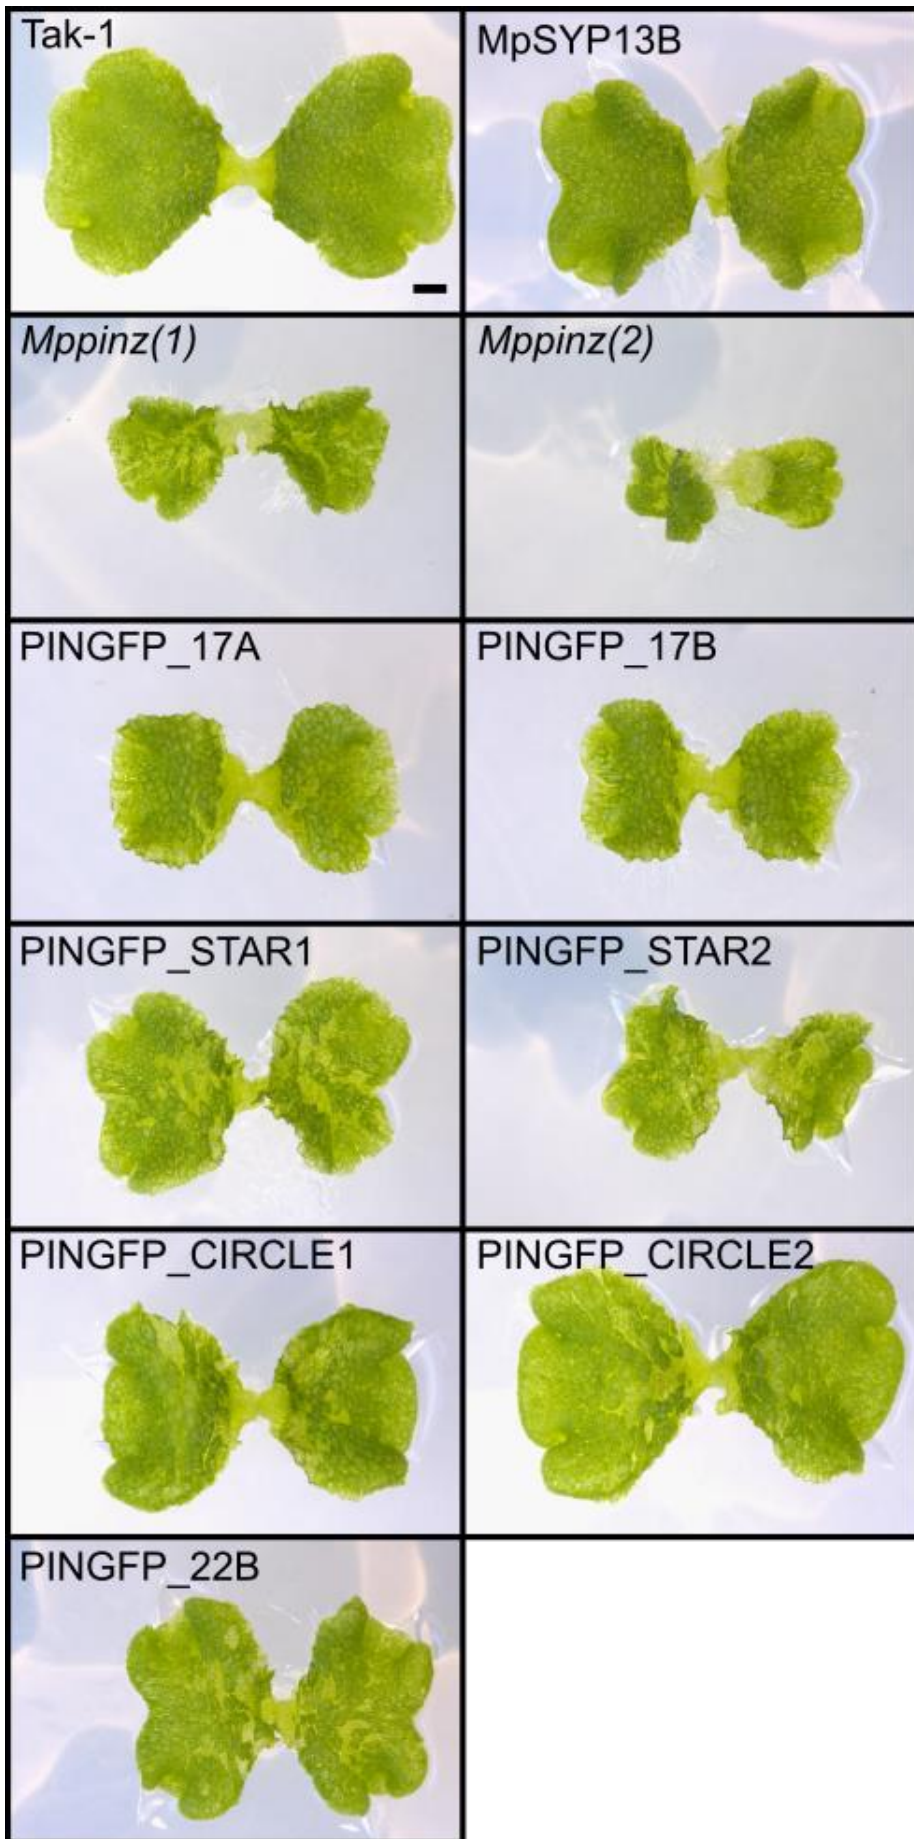 Tak-1
MpSYP13B
Mppinz(1)
Mppinz(2)
PINGFP_17A
PINGFP_17B
PINGFP_STAR1
PINGFP_STAR2
PINGFP_CIRCLE1
PINGFP_CIRCLE2
PINGFP_22B